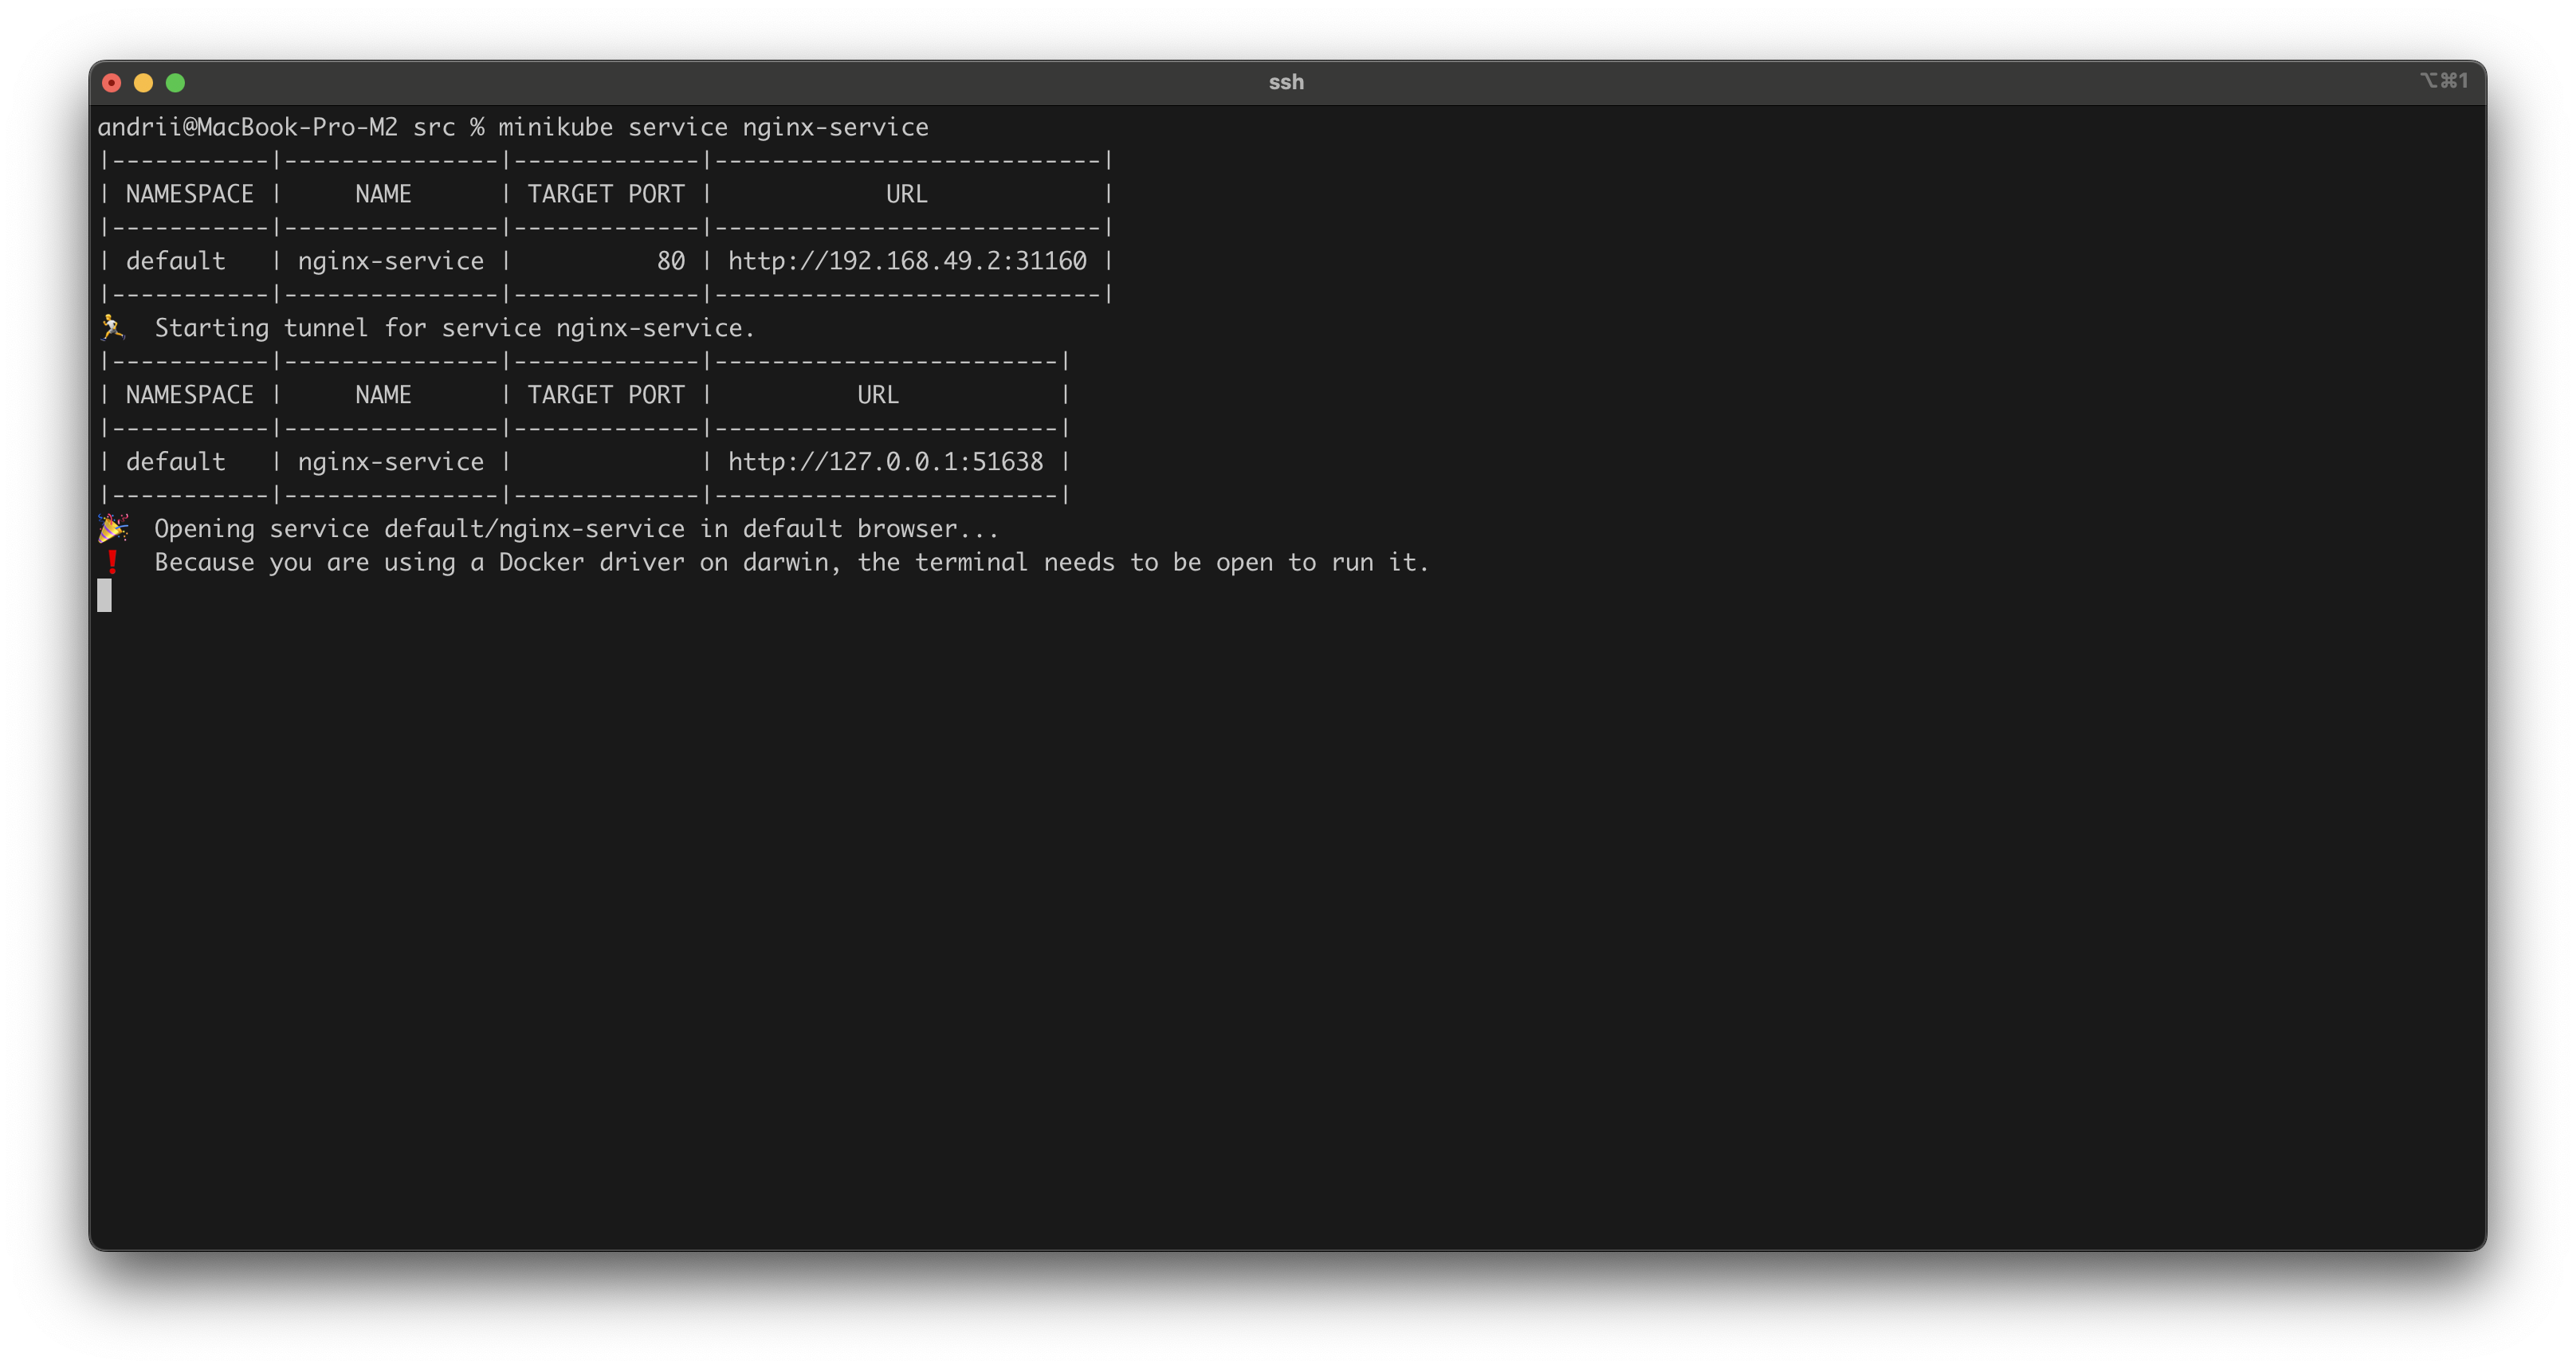 ssh
⌥⌘1
andrii@MacBook-Pro-M2 src % minikube service nginx-service
|-----------|---------------|-------------|---------------------------|
| NAMESPACE |     NAME      | TARGET PORT |            URL            |
|-----------|---------------|-------------|---------------------------|
| default   | nginx-service |          80 | http://192.168.49.2:31160 |
|-----------|---------------|-------------|---------------------------|
🏃  Starting tunnel for service nginx-service.
|-----------|---------------|-------------|------------------------|
| NAMESPACE |     NAME      | TARGET PORT |          URL           |
|-----------|---------------|-------------|------------------------|
| default   | nginx-service |             | http://127.0.0.1:51638 |
|-----------|---------------|-------------|------------------------|
🎉  Opening service default/nginx-service in default browser...
❗  Because you are using a Docker driver on darwin, the terminal needs to be open to run it.